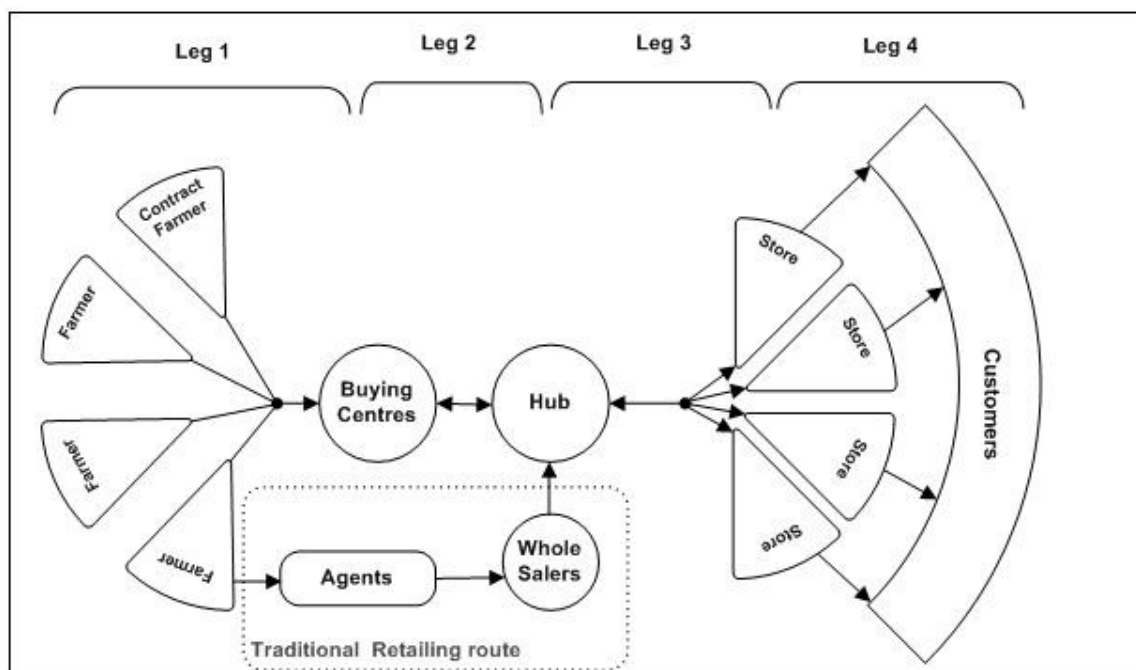 Leg 1
Leg 2
Leg 3
Leg 4
Contract
Farmer
Farmer
Farmer
Farmer
Buying
Centres
Hub
Agents
Whole
Salers
Traditional Retailing route
Store
Store
Store
Store
Customers